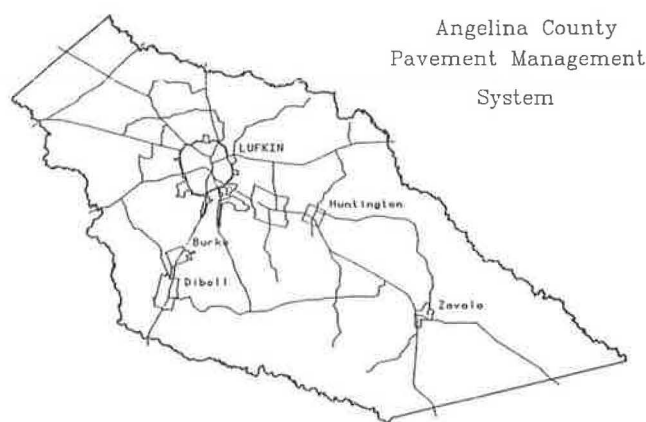 Angelina County
Pavement Management
System
LUFKIN
Huntington
Burke
Diboll
Zavala